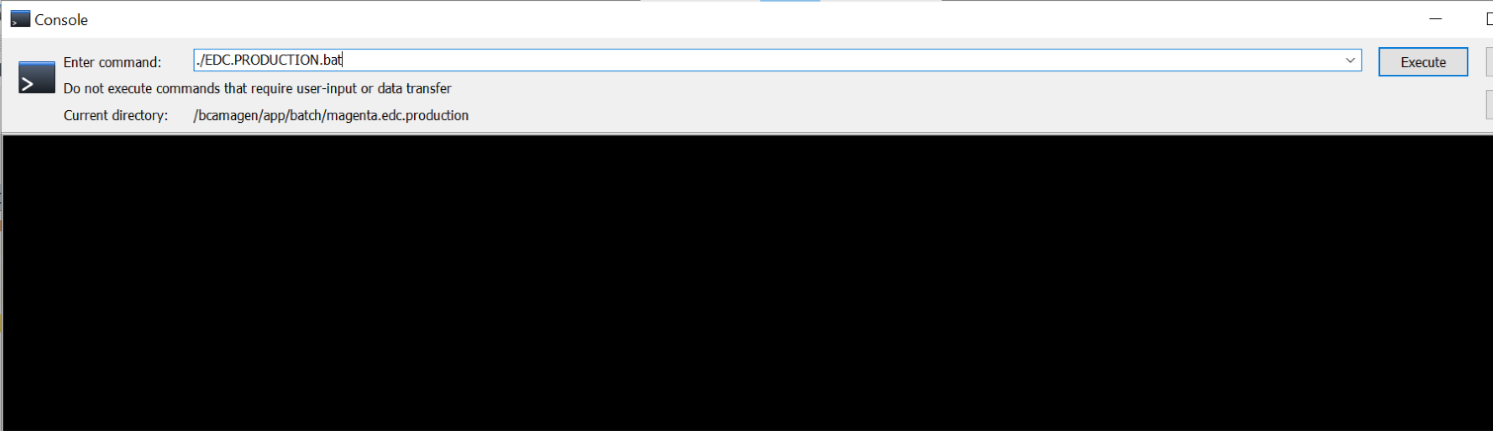 Console
Enter command: ./EDC.PRODUCTION.bat Execute
Do not execute commands that require user-input or data transfer
Current directory: /bcamagen/app/batch/magenta.edc.production